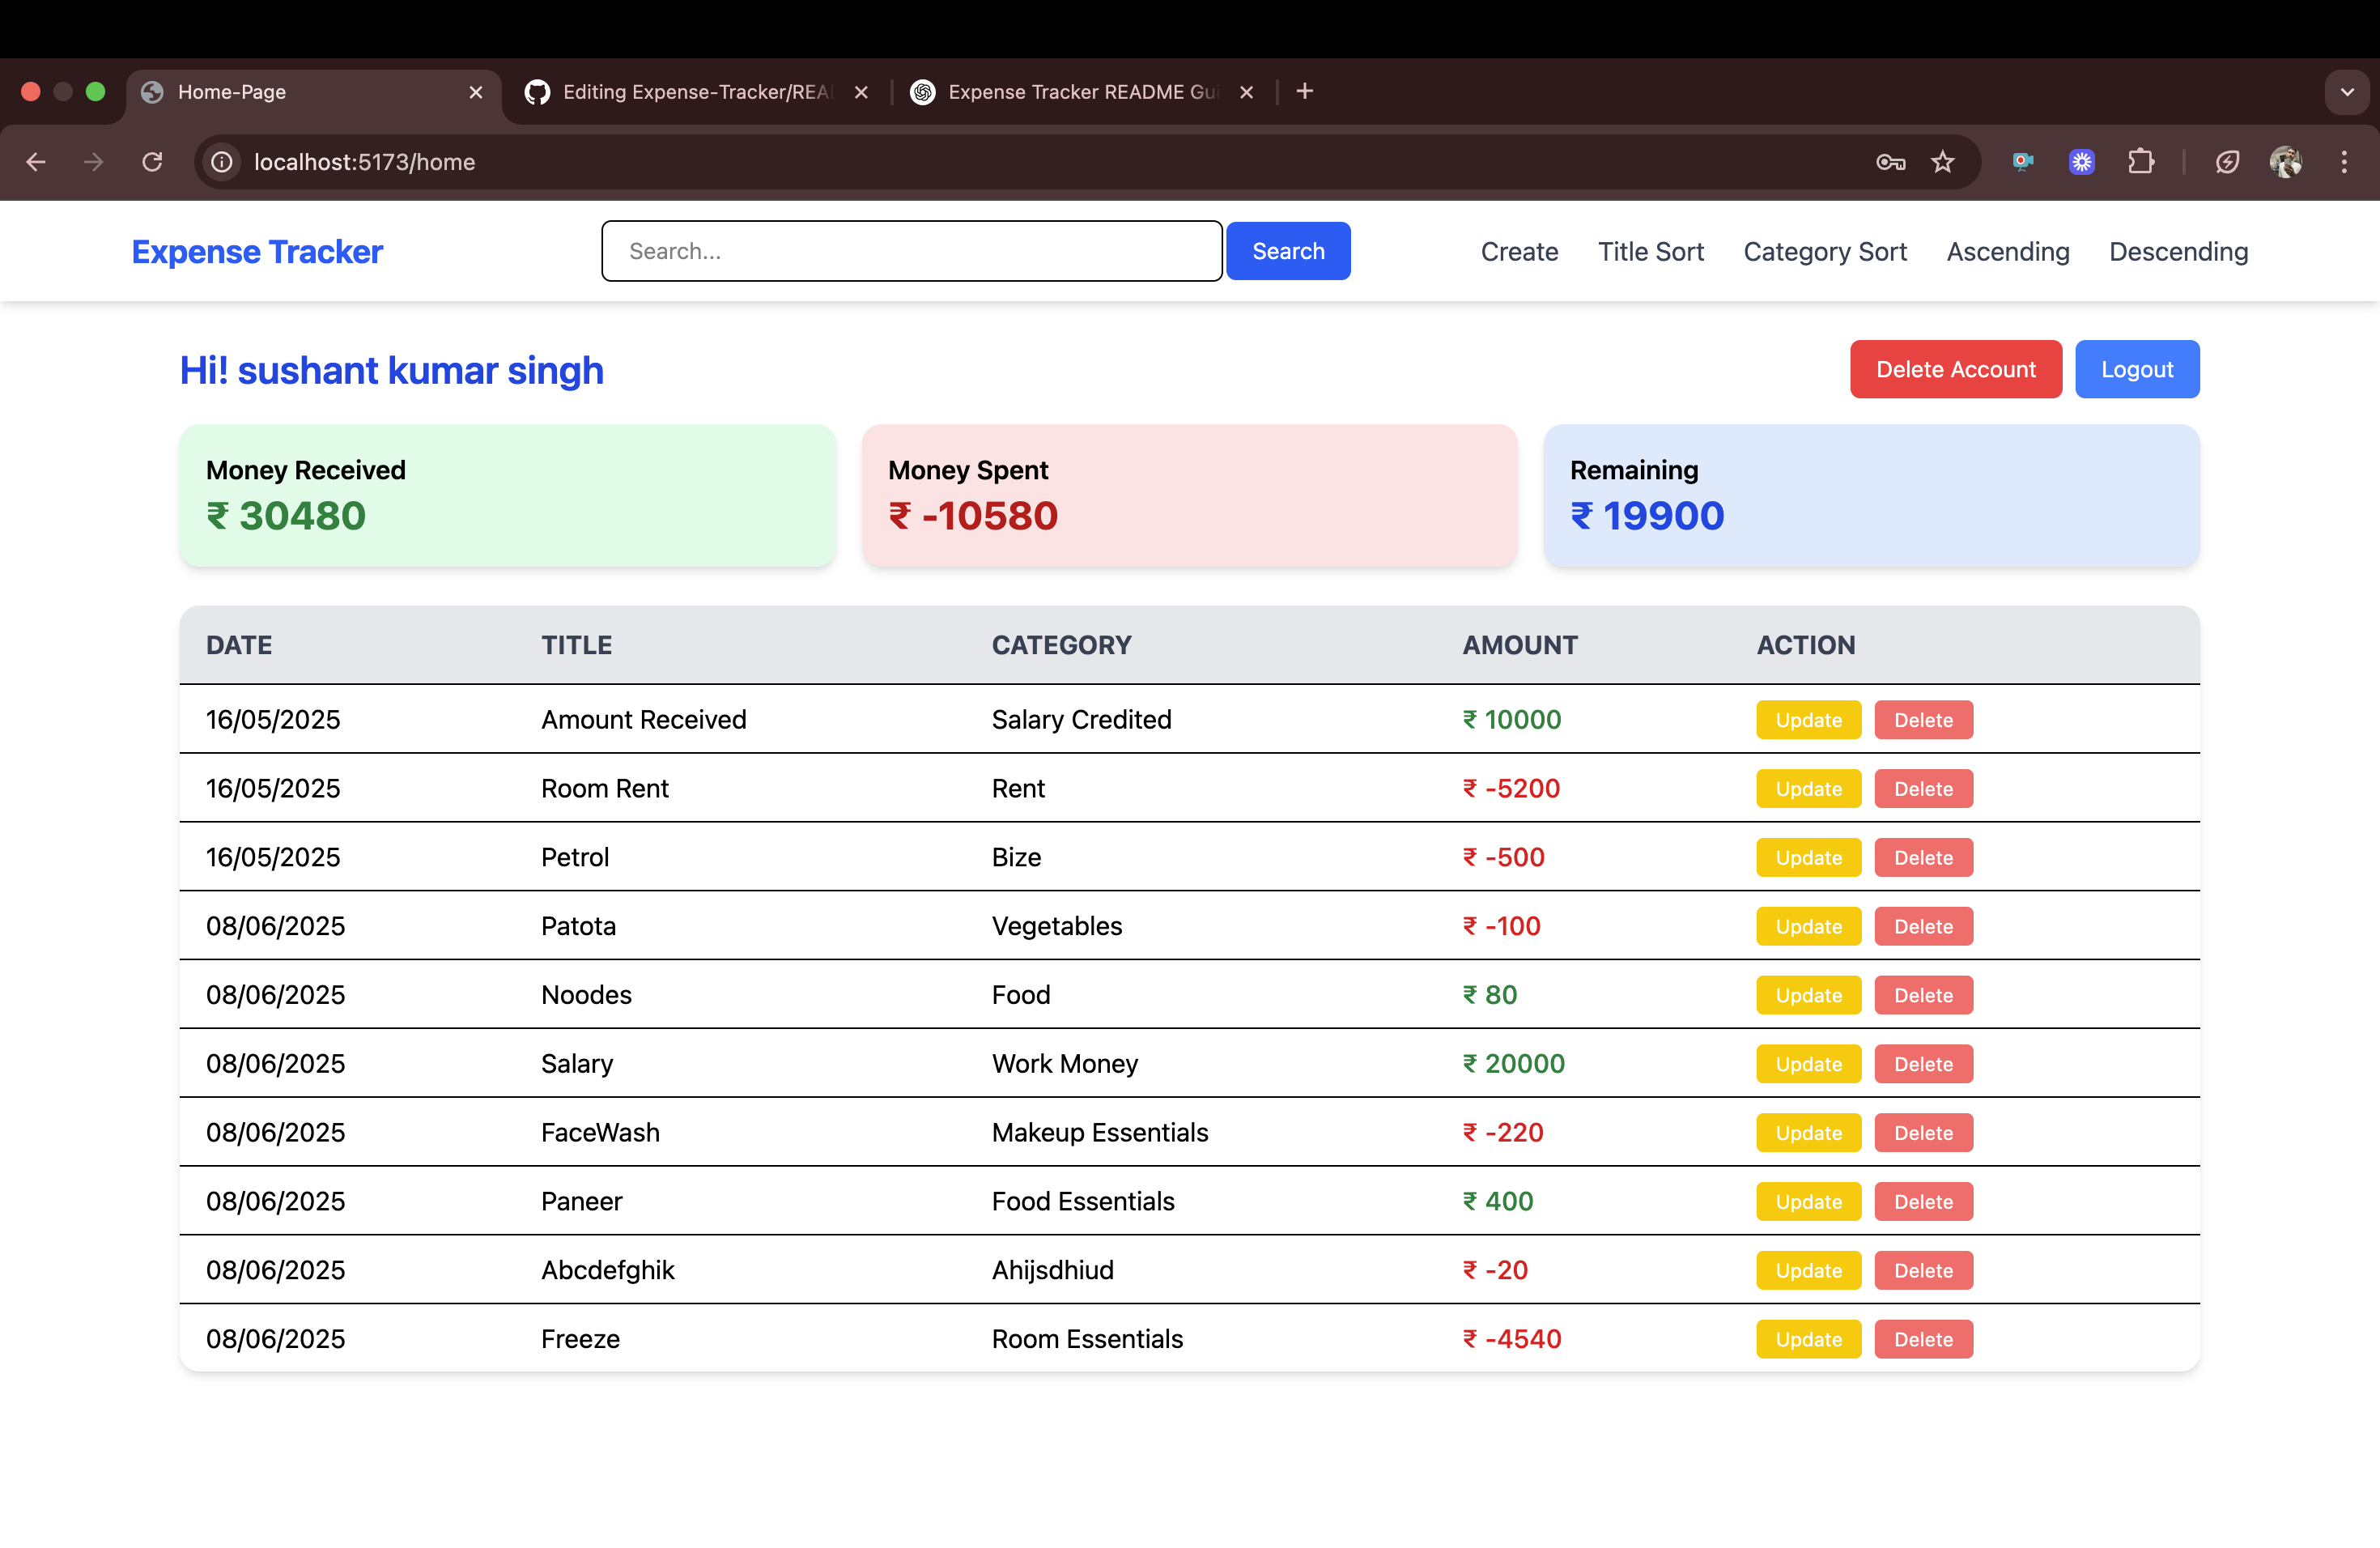 Home-Page
Editing Expense-Tracker/REA
Expense Tracker README Gui
localhost:5173/home
Expense Tracker Search... Search Create Title Sort Category Sort Ascending Descending
Hi! sushant kumar singh Delete Account Logout
Money Received Money Spent Remaining
₹ 30480 ₹ -10580 ₹ 19900
DATE TITLE CATEGORY AMOUNT ACTION
16/05/2025 Amount Received Salary Credited ₹ 10000 Update Delete
16/05/2025 Room Rent Rent ₹ -5200 Update Delete
16/05/2025 Petrol Bize ₹ -500 Update Delete
08/06/2025 Patota Vegetables ₹ -100 Update Delete
08/06/2025 Noodes Food ₹ 80 Update Delete
08/06/2025 Salary Work Money ₹ 20000 Update Delete
08/06/2025 FaceWash Makeup Essentials ₹ -220 Update Delete
08/06/2025 Paneer Food Essentials ₹ 400 Update Delete
08/06/2025 Abcdefghik Ahijsdhiud ₹ -20 Update Delete
08/06/2025 Freeze Room Essentials ₹ -4540 Update Delete